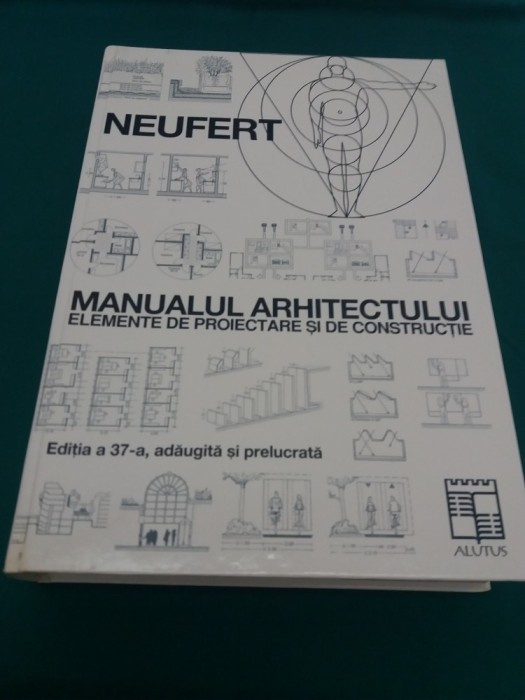 NEUFERT
MANUALUL ARHITECTULUI
ELEMENTE DE PROIECTARE ȘI DE CONSTRUCȚIE
Ediția a 37-a, adăugită și prelucrată
ALUTUS